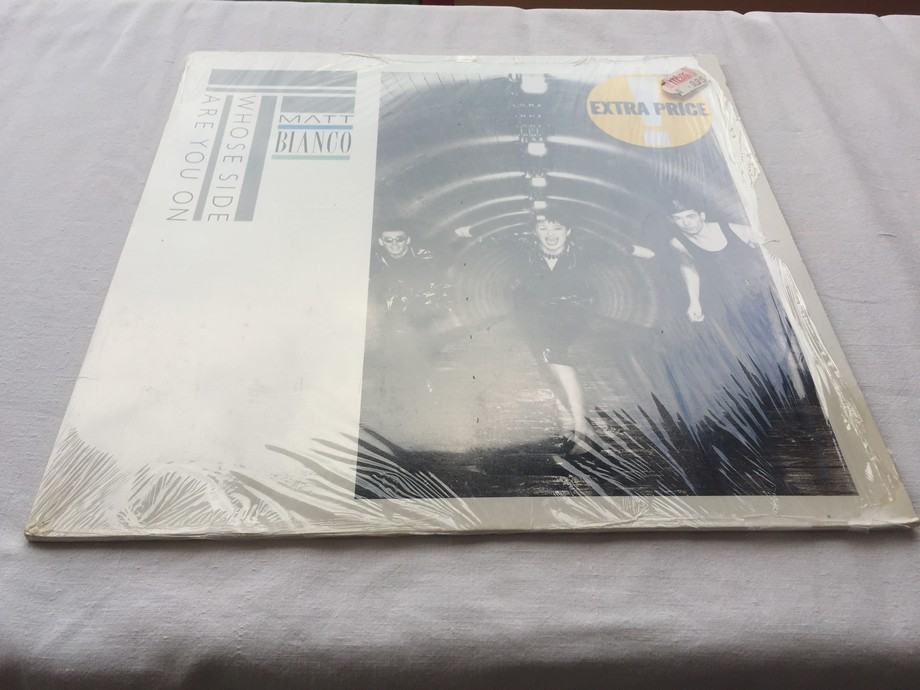 MATT
BIANCO
WHOSE SIDE
ARE YOU ON
EXTRA PRICE